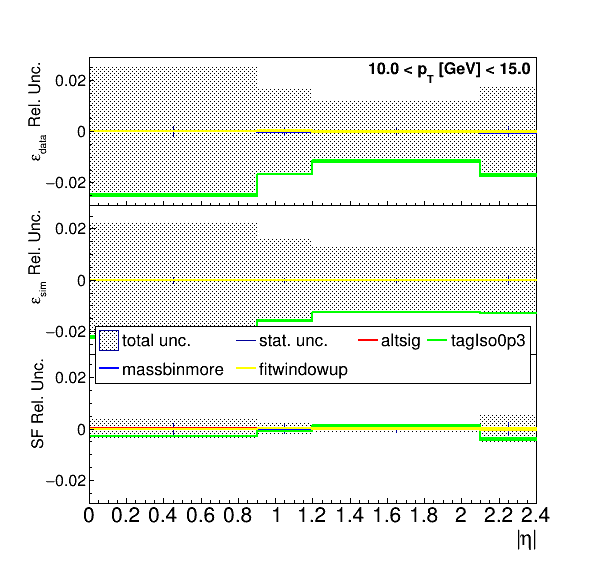 10.0 < p_T [GeV] < 15.0
ε_data Rel. Unc.
0.02
0
−0.02
ε_sim Rel. Unc.
0.02
0
−0.02
total unc. stat. unc. altsig tagIso0p3
massbinmore fitwindowup
SF Rel. Unc.
0.02
0
−0.02
0 0.2 0.4 0.6 0.8 1 1.2 1.4 1.6 1.8 2 2.2 2.4
|η|